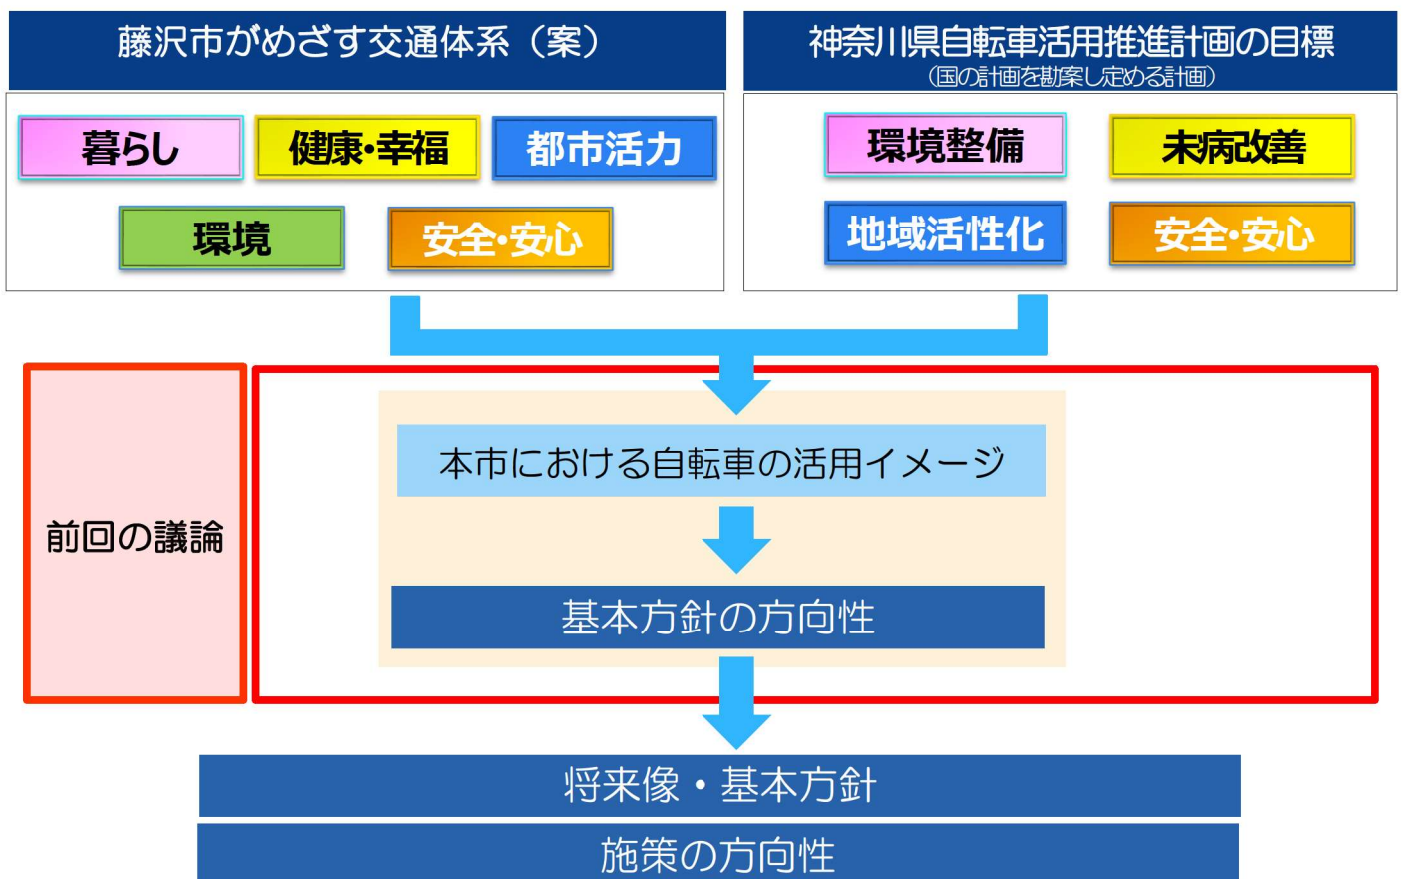 藤沢市がめざす交通体系（案）
暮らし
健康・幸福
都市活力
環境
安全・安心
神奈川県自転車活用推進計画の目標
（国の計画を勘案し定める計画）
環境整備
未病改善
地域活性化
安全・安心
前回の議論
本市における自転車の活用イメージ
基本方針の方向性
将来像・基本方針
施策の方向性